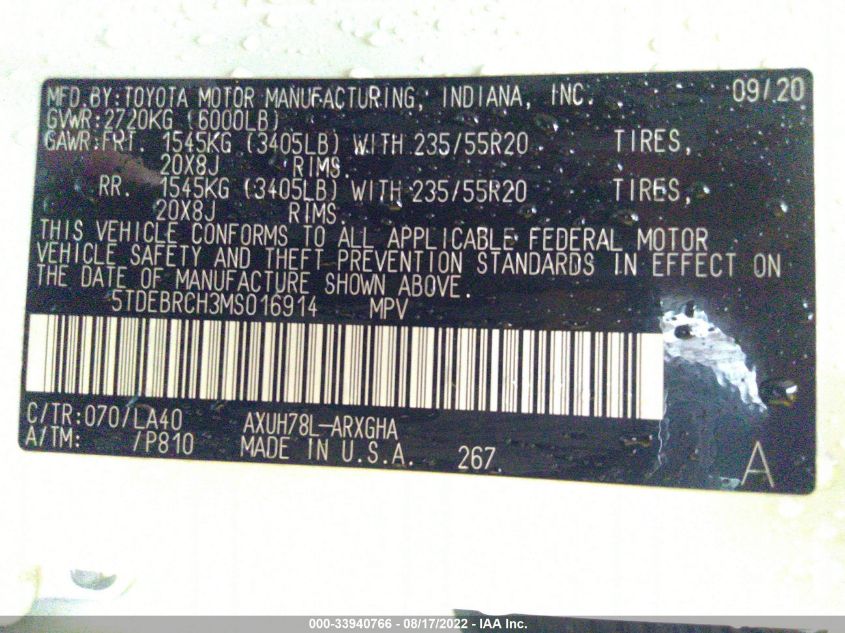 MFD.BY:TOYOTA MOTOR MANUFACTURING, INDIANA, INC. 09/20
GVWR:2720KG (6000LB)
GAWR:FRT. 1545KG (3405LB) WITH 235/55R20 TIRES,
20X8J RIMS.
RR. 1545KG (3405LB) WITH 235/55R20 TIRES,
20X8J RIMS.
THIS VEHICLE CONFORMS TO ALL APPLICABLE FEDERAL MOTOR
VEHICLE SAFETY AND THEFT PREVENTION STANDARDS IN EFFECT ON
THE DATE OF MANUFACTURE SHOWN ABOVE.
5TDEBRCH3MS016914 MPV
C/TR:070/LA40 AXUH78L-ARXGHA
A/TM: /P810 MADE IN U.S.A. 267 A
000-33940766 - 08/17/2022 - IAA Inc.